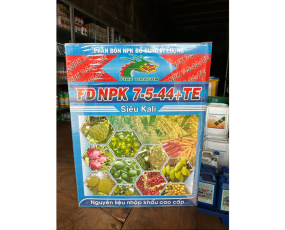 PHÂN BÓN NPK BỔ SUNG VI LƯỢNG
FD NPK 7-5-44+TE
Siêu Kali
Nguyên liệu nhập khẩu cao cấp